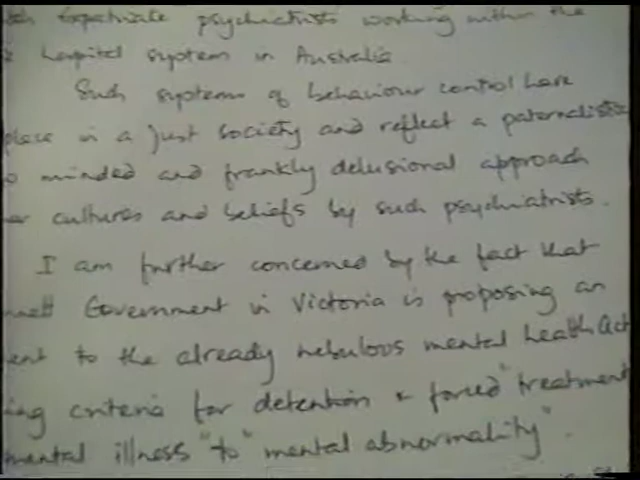 Expatriate psychiatrists working within the
hospital system in Australia.
Such systems of behaviour control have
place in a just society and reflect a paternalistic
minded and frankly delusional approach
cultures and beliefs by such psychiatrists.
I am further concerned by the fact that
Government in Victoria is proposing an
to the already nebulous mental health Act
criteria for detention & forced "treatment
mental illness" to "mental abnormality".